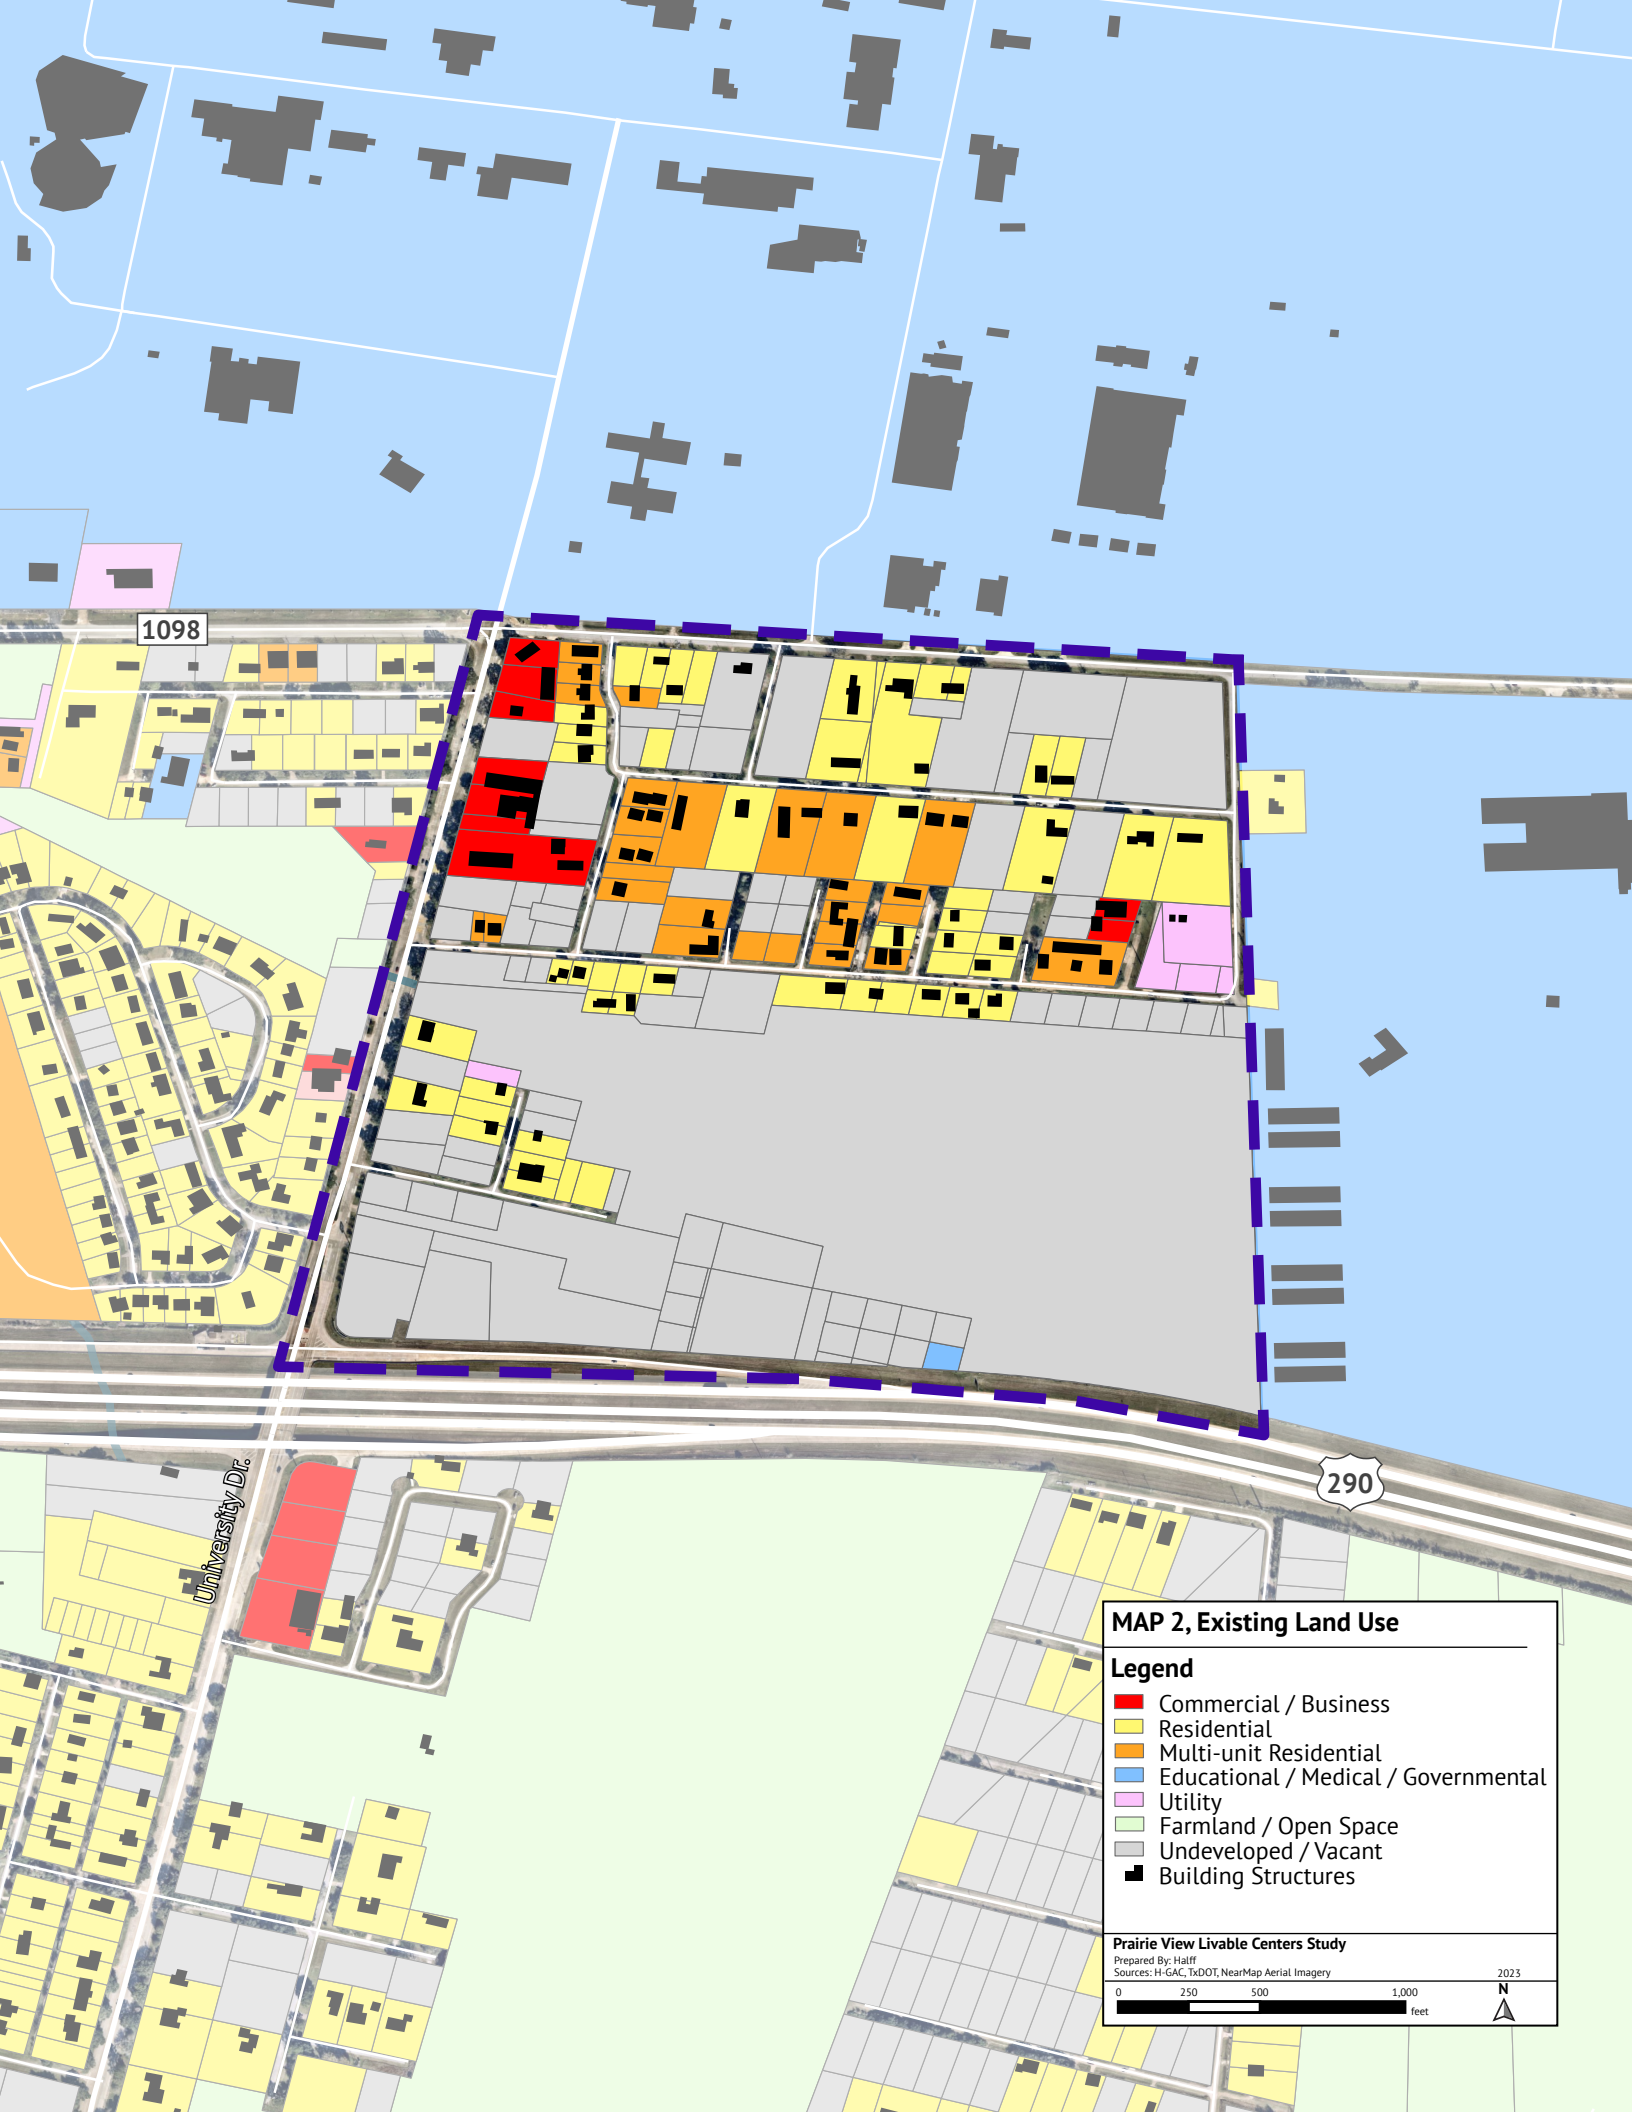 1098
290
University Dr.
MAP 2, Existing Land Use
Legend
Commercial / Business
Residential
Multi-unit Residential
Educational / Medical / Governmental
Utility
Farmland / Open Space
Undeveloped / Vacant
Building Structures
Prairie View Livable Centers Study
Prepared By: Halff
Sources: H-GAC, TxDOT, NearMap Aerial Imagery
2023
0 250 500 1,000
feet
N